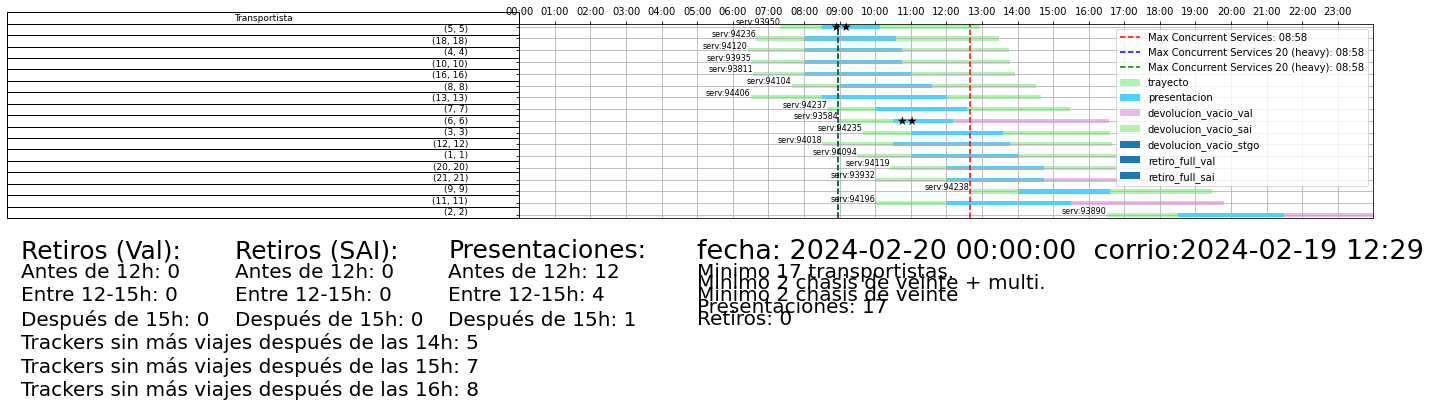 Transportista
00:00 01:00 02:00 03:00 04:00 05:00 06:00 07:00 08:00 09:00 10:00 11:00 12:00 13:00 14:00 15:00 16:00 17:00 18:00 19:00 20:00 21:00 22:00 23:00
(5, 5) serv:93950
(18, 18) serv:94236
(4, 4) serv:94120
(10, 10) serv:93935
(16, 16) serv:93811
(8, 8) serv:94104
(13, 13) serv:94406
(7, 7) serv:94237
(6, 6) serv:93584
(3, 3) serv:94235
(12, 12) serv:94018
(1, 1) serv:94094
(20, 20) serv:94119
(21, 21) serv:93932
(9, 9) serv:94238
(11, 11) serv:94196
(2, 2) serv:93890
Max Concurrent Services: 08:58
Max Concurrent Services 20 (heavy): 08:58
Max Concurrent Services 20 (heavy): 08:58
trayecto
presentacion
devolucion_vacio_val
devolucion_vacio_sai
devolucion_vacio_stgo
retiro_full_val
retiro_full_sai
Retiros (Val):
Antes de 12h: 0
Entre 12-15h: 0
Después de 15h: 0
Trackers sin más viajes después de las 14h: 5
Trackers sin más viajes después de las 15h: 7
Trackers sin más viajes después de las 16h: 8
Retiros (SAI):
Antes de 12h: 0
Entre 12-15h: 0
Después de 15h: 0
Presentaciones:
Antes de 12h: 12
Entre 12-15h: 4
Después de 15h: 1
fecha: 2024-02-20 00:00:00 corrio:2024-02-19 12:29
Minimo 17 transportistas.
Minimo 2 chasis de veinte + multi.
Minimo 2 chasis de veinte
Presentaciones: 17
Retiros: 0